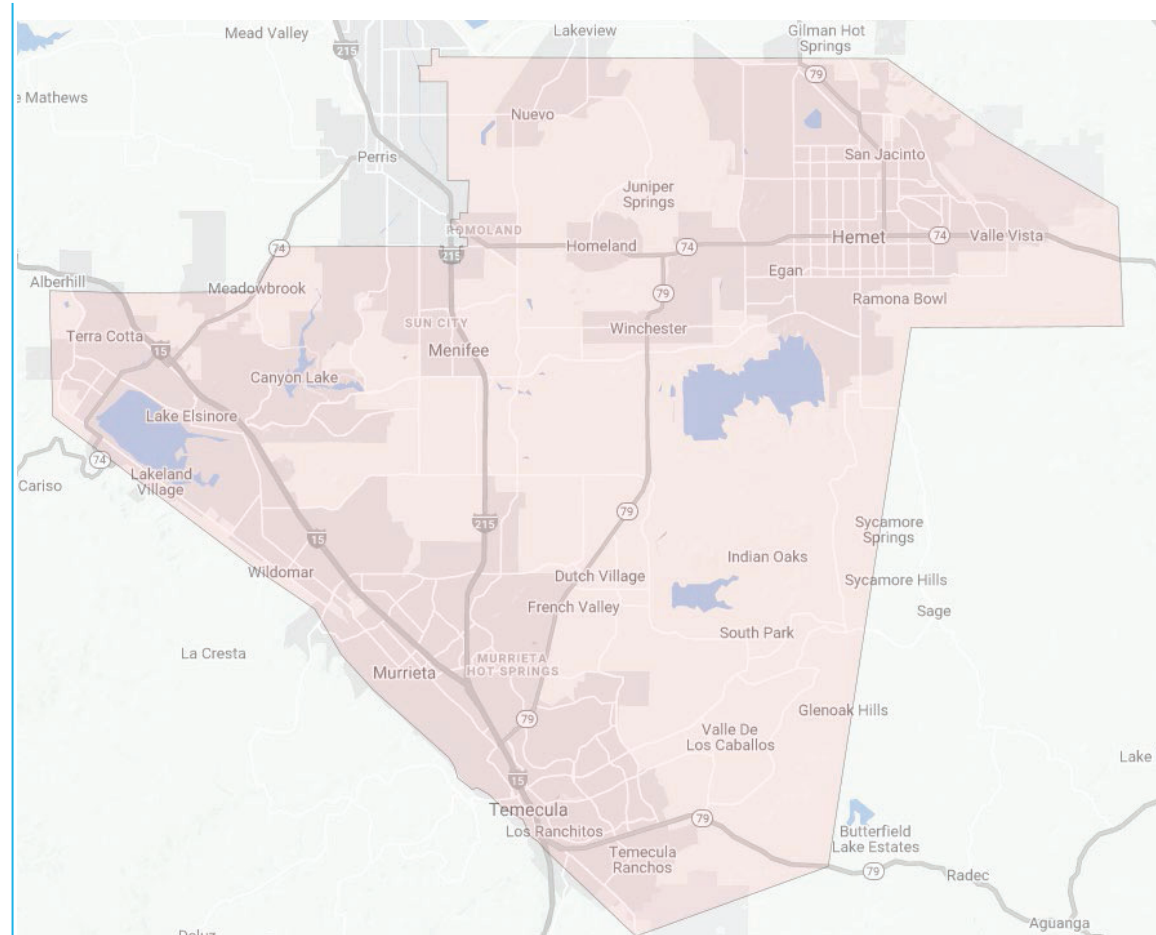 Mead Valley
Lakeview
Gilman Hot
Springs
215
79
e Mathews
Nuevo
Perris
San Jacinto
Juniper
Springs
ROMOLAND
Homeland
74
Hemet
74
Valle Vista
74
215
Alberhill
Meadowbrook
Egan
79
Ramona Bowl
SUN CITY
Winchester
Terra Cotta
15
Menifee
Canyon Lake
Lake Elsinore
74
Lakeland
Village
Cariso
79
215
15
Sycamore
Springs
Indian Oaks
Wildomar
Dutch Village
Sycamore Hills
French Valley
Sage
South Park
La Cresta
MURRIETA
HOT SPRINGS
Murrieta
Glenoak Hills
79
Valle De
Los Caballos
Lake
15
Temecula
Los Ranchitos
79
Butterfield
Lake Estates
Temecula
Ranchos
79
Radec
Aguanga